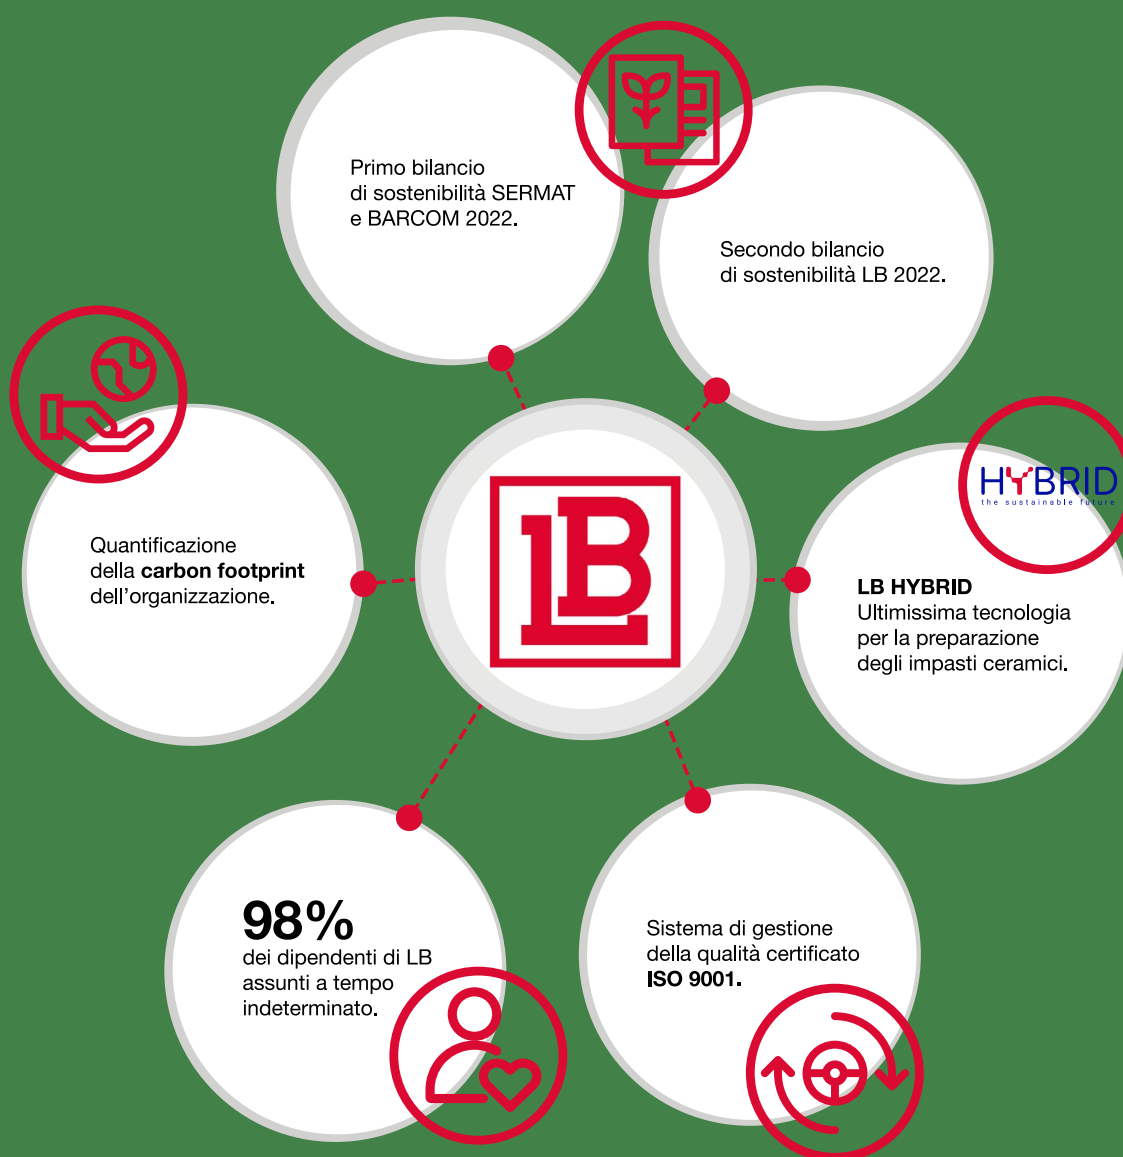 Primo bilancio
di sostenibilità SERMAT
e BARCOM 2022.
Secondo bilancio
di sostenibilità LB 2022.
HYBRID
the sustainable future
LB HYBRID
Ultimissima tecnologia
per la preparazione
degli impasti ceramici.
Quantificazione
della carbon footprint
dell'organizzazione.
LB
98%
dei dipendenti di LB
assunti a tempo
indeterminato.
Sistema di gestione
della qualità certificato
ISO 9001.